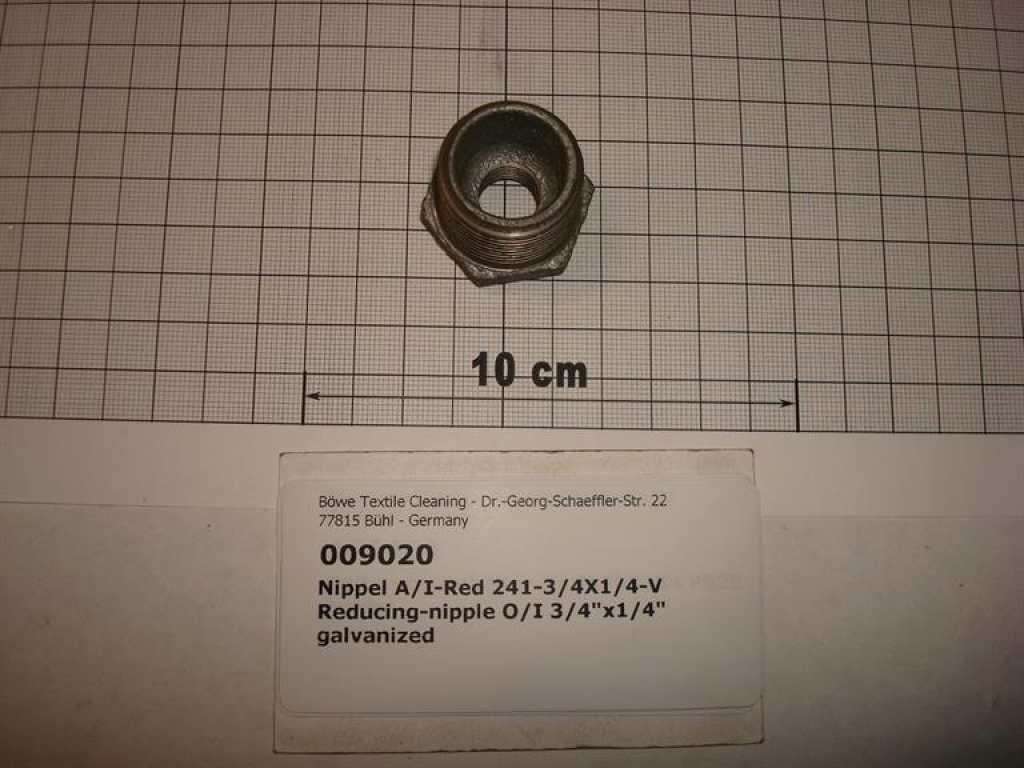 10 cm
Böwe Textile Cleaning - Dr.-Georg-Schaeffler-Str. 22
77815 Bühl - Germany
009020
Nippel A/I-Red 241-3/4X1/4-V
Reducing-nipple O/I 3/4"x1/4"
galvanized